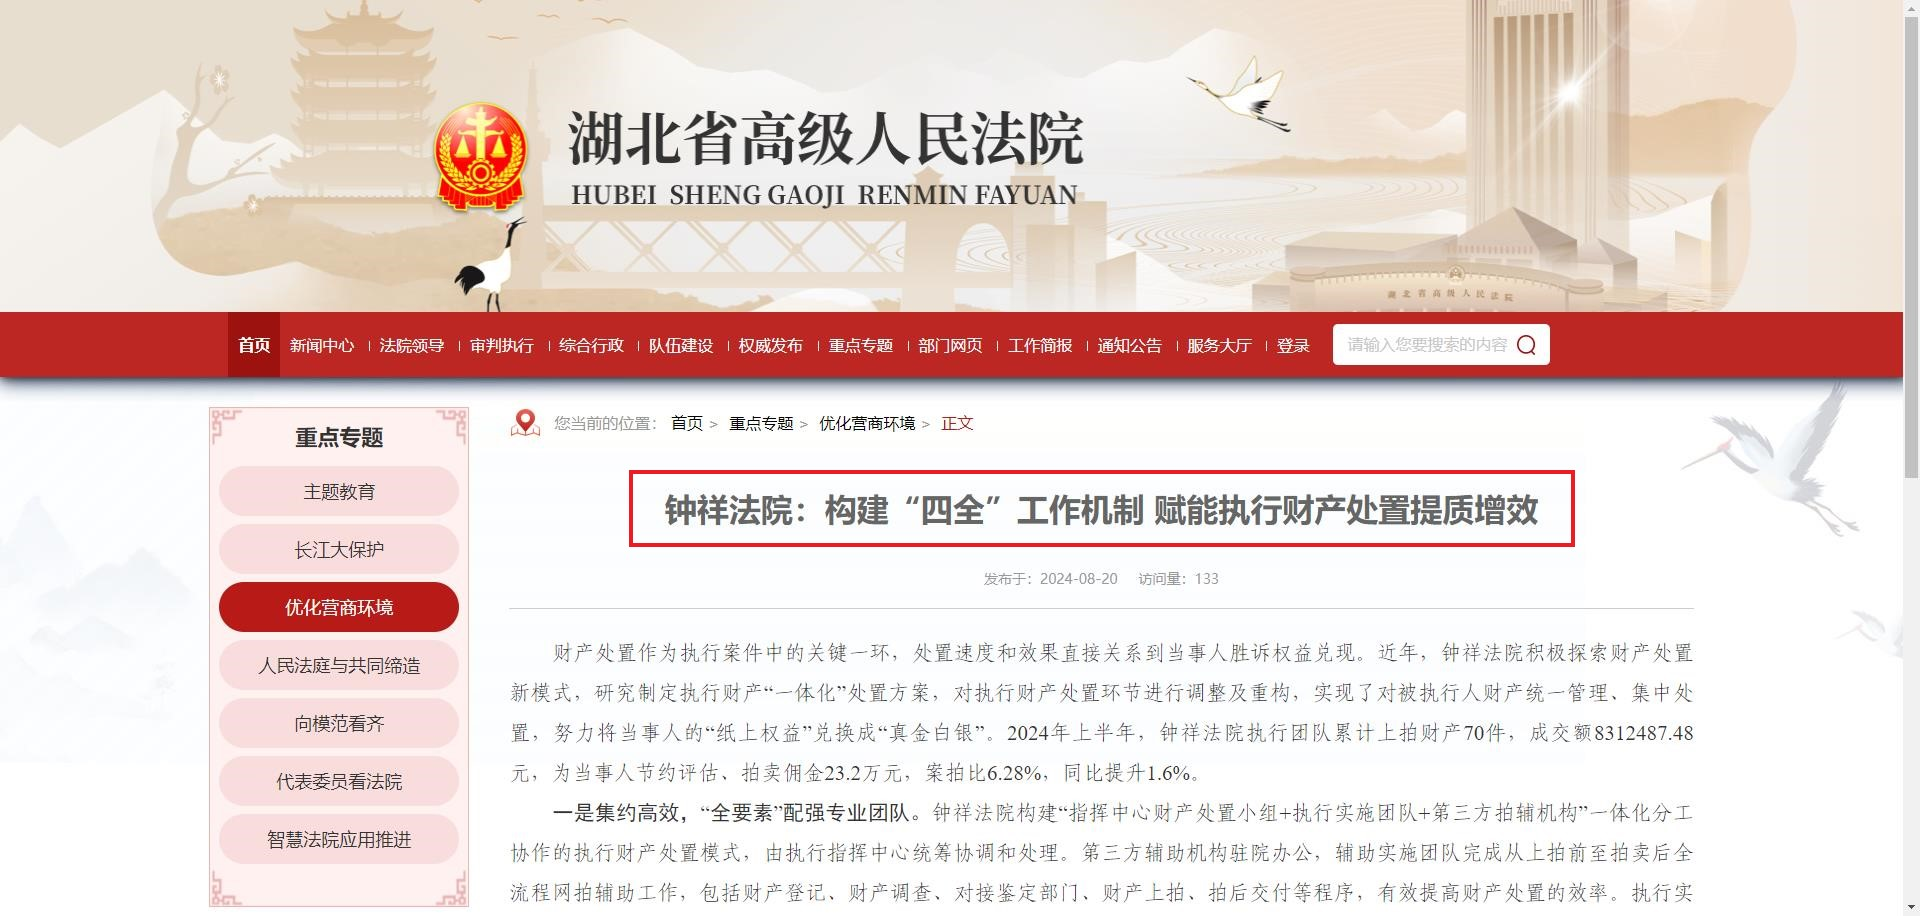 湖北省高级人民法院
HUBEI SHENG GAOJI RENMIN FAYUAN
湖北省高级人民法院
首页 新闻中心 法院领导 审判执行 综合行政 队伍建设 权威发布 重点专题 部门网页 工作简报 通知公告 服务大厅 登录 请输入您要搜索的内容
重点专题
主题教育
长江大保护
优化营商环境
人民法庭与共同缔造
向模范看齐
代表委员看法院
智慧法院应用推进
您当前的位置： 首页 > 重点专题 > 优化营商环境 > 正文
钟祥法院：构建“四全”工作机制 赋能执行财产处置提质增效
发布于：2024-08-20 访问量：133
财产处置作为执行案件中的关键一环，处置速度和效果直接关系到当事人胜诉权益兑现。近年，钟祥法院积极探索财产处置
新模式，研究制定执行财产“一体化”处置方案，对执行财产处置环节进行调整及重构，实现了对被执行人财产统一管理、集中处
置，努力将当事人的“纸上权益”兑换成“真金白银”。2024年上半年，钟祥法院执行团队累计上拍财产70件，成交额8312487.48
元，为当事人节约评估、拍卖佣金23.2万元，案拍比6.28%，同比提升1.6%。
一是集约高效，“全要素”配强专业团队。钟祥法院构建“指挥中心财产处置小组+执行实施团队+第三方拍辅机构”一体化分工
协作的执行财产处置模式，由执行指挥中心统筹协调和处理。第三方辅助机构驻院办公，辅助实施团队完成从上拍前至拍卖后全
流程网拍辅助工作，包括财产登记、财产调查、对接鉴定部门、财产上拍、拍后交付等程序，有效提高财产处置的效率。执行实